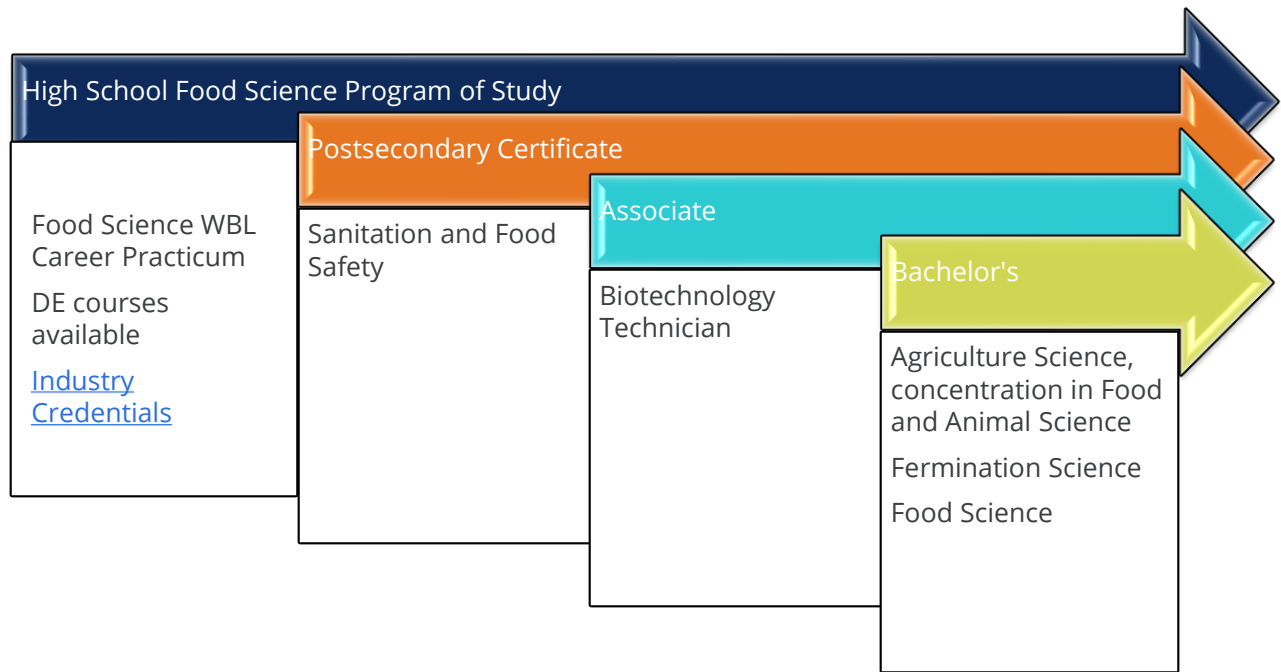 High School Food Science Program of Study
Food Science WBL
Career Practicum
DE courses
available
Industry
Credentials
Postsecondary Certificate
Sanitation and Food
Safety
Associate
Biotechnology
Technician
Bachelor's
Agriculture Science,
concentration in Food
and Animal Science
Fermination Science
Food Science